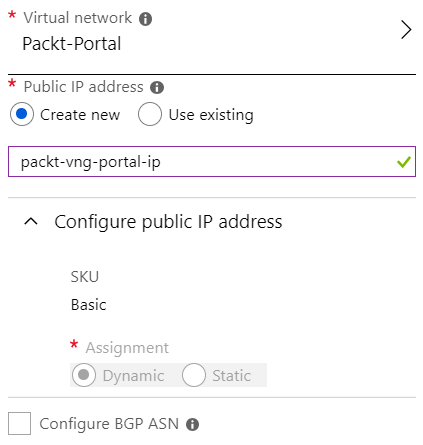 * Virtual network
Packt-Portal
* Public IP address
Create new Use existing
packt-vng-portal-ip
Configure public IP address
SKU
Basic
* Assignment
Dynamic Static
Configure BGP ASN